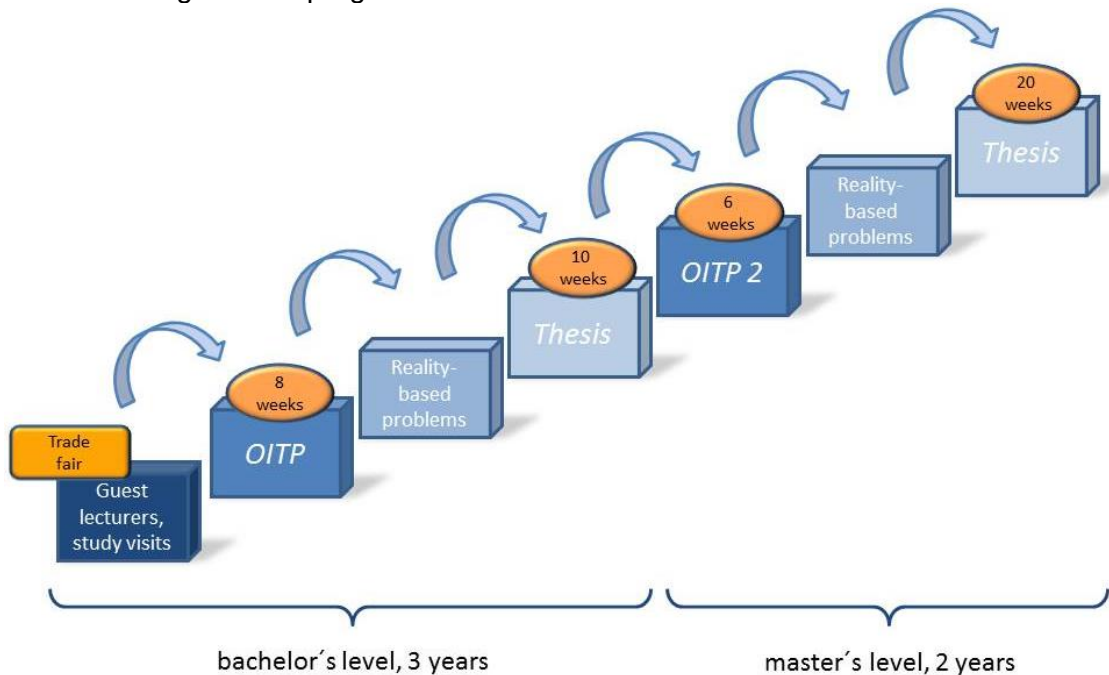 Trade
fair
Guest
lecturers,
study visits
8
weeks
OITP
Reality-
based
problems
10
weeks
Thesis
6
weeks
OITP 2
Reality-
based
problems
20
weeks
Thesis
bachelor´s level, 3 years
master´s level, 2 years